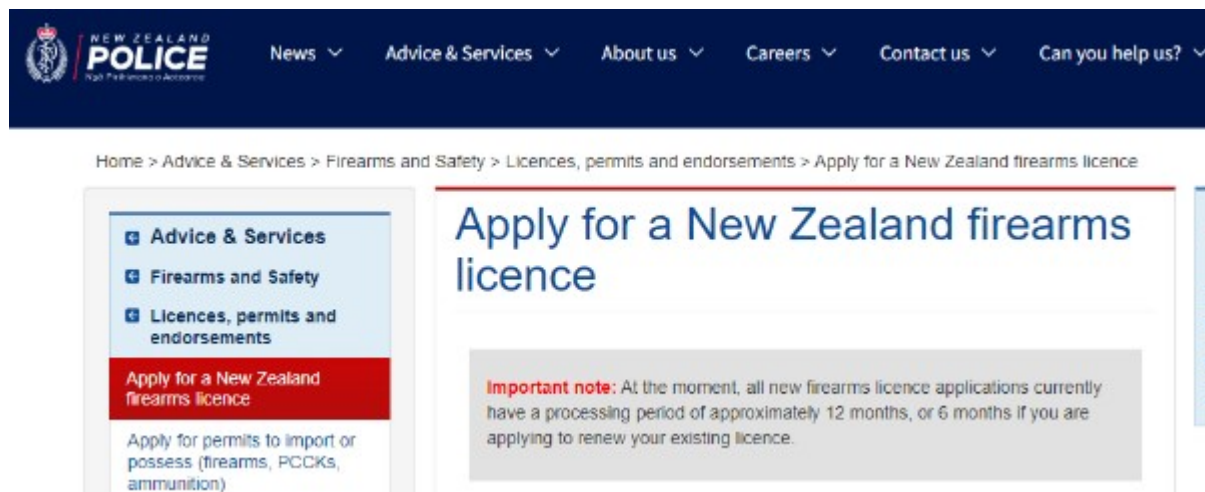 NEW ZEALAND
POLICE
Ngā Pirihimana o Aotearoa
News
Advice & Services
About us
Careers
Contact us
Can you help us?
Home > Advice & Services > Firearms and Safety > Licences, permits and endorsements > Apply for a New Zealand firearms licence
Advice & Services
Firearms and Safety
Licences, permits and
endorsements
Apply for a New Zealand
firearms licence
Apply for permits to import or
possess (firearms, PCCKs,
ammunition)
Apply for a New Zealand firearms
licence
Important note: At the moment, all new firearms licence applications currently
have a processing period of approximately 12 months, or 6 months if you are
applying to renew your existing licence.